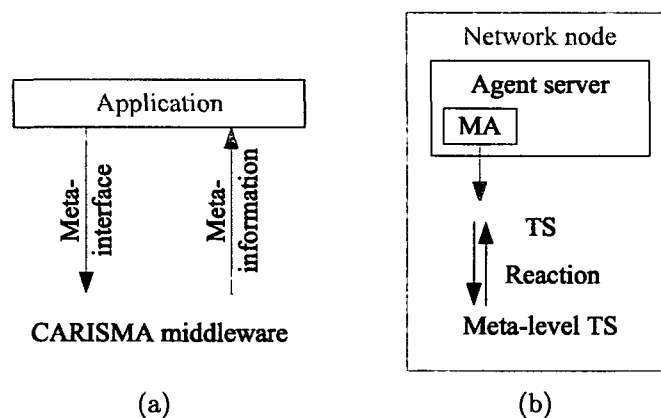 Application
Meta-
interface
Meta-
information
CARISMA middleware
(a)
Network node
Agent server
MA
TS
Reaction
Meta-level TS
(b)